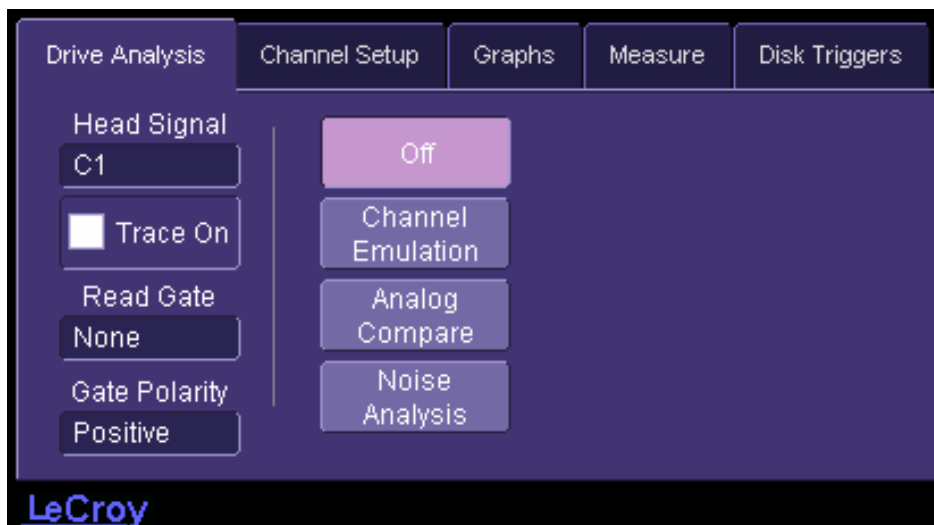 Drive Analysis
Channel Setup
Graphs
Measure
Disk Triggers
Head Signal
C1
Trace On
Read Gate
None
Gate Polarity
Positive
Off
Channel
Emulation
Analog
Compare
Noise
Analysis
LeCroy